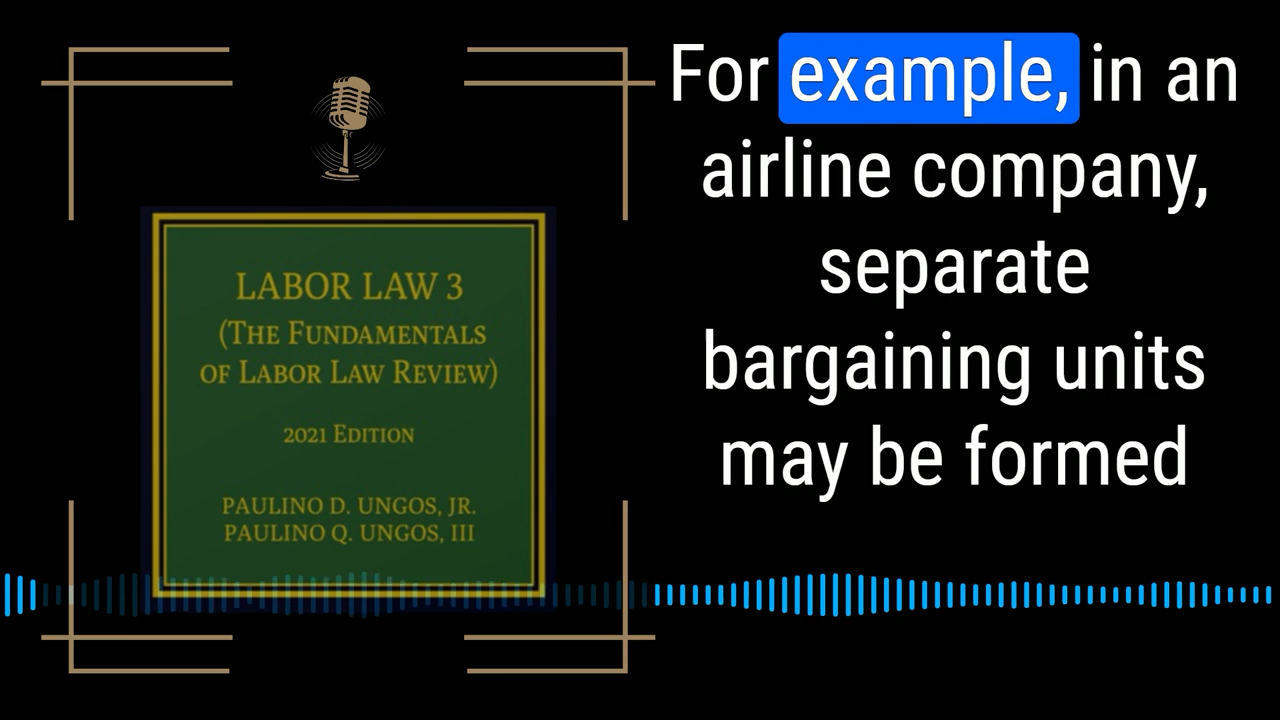 LABOR LAW 3
(THE FUNDAMENTALS
OF LABOR LAW REVIEW)
2021 EDITION
PAULINO D. UNGOS, JR.
PAULINO Q. UNGOS, III
For example, in an
airline company,
separate
bargaining units
may be formed